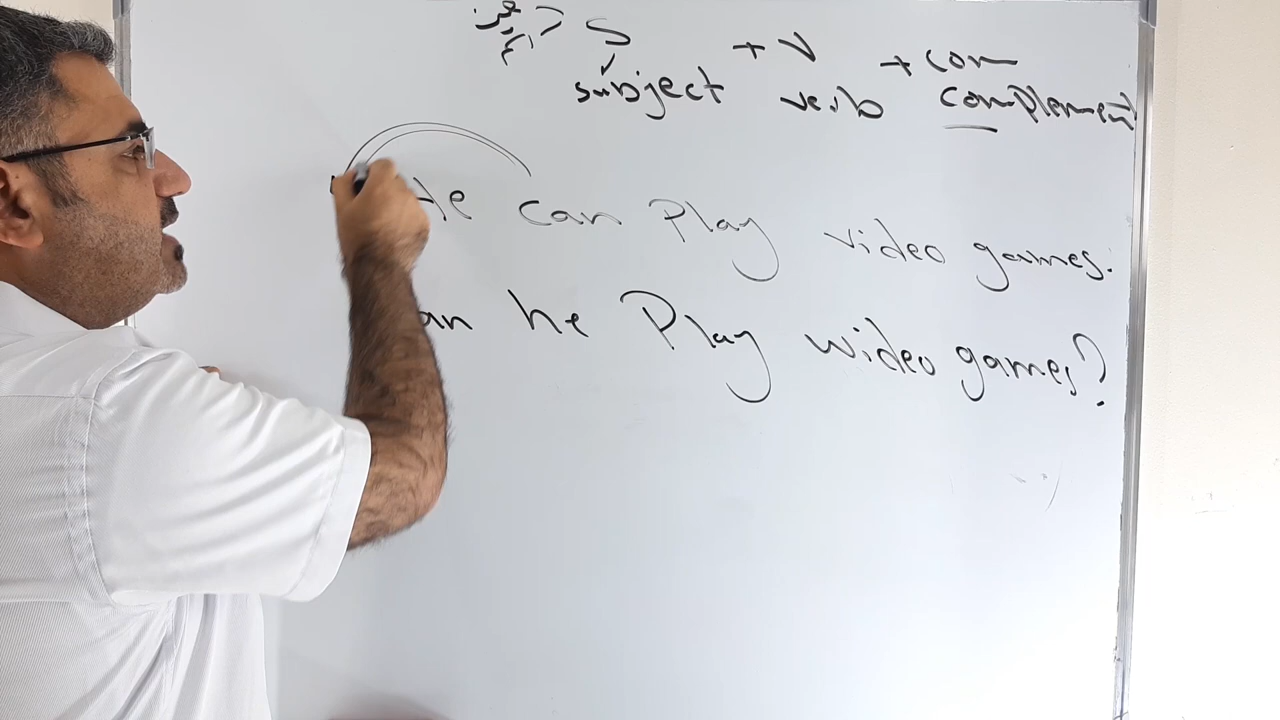 S + V + com
subject verb complement
He can Play video games.
an he Play wideo games?